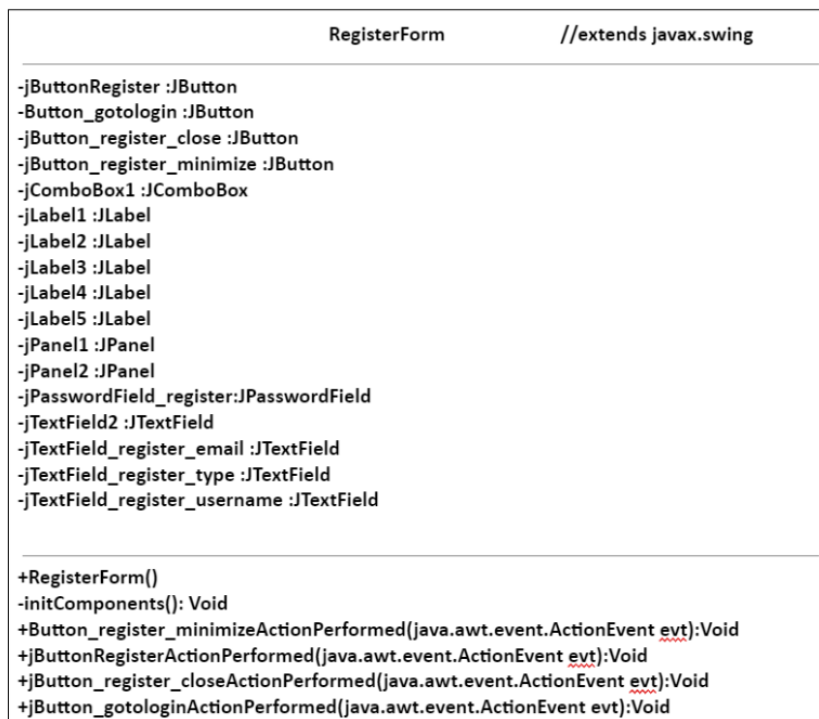 RegisterForm //extends javax.swing
-jButtonRegister :JButton
-Button_gotologin :JButton
-jButton_register_close :JButton
-jButton_register_minimize :JButton
-jComboBox1 :JComboBox
-jLabel1 :JLabel
-jLabel2 :JLabel
-jLabel3 :JLabel
-jLabel4 :JLabel
-jLabel5 :JLabel
-jPanel1 :JPanel
-jPanel2 :JPanel
-jPasswordField_register:JPasswordField
-jTextField2 :JTextField
-jTextField_register_email :JTextField
-jTextField_register_type :JTextField
-jTextField_register_username :JTextField
+RegisterForm()
-initComponents(): Void
+Button_register_minimizeActionPerformed(java.awt.event.ActionEvent evt):Void
+jButtonRegisterActionPerformed(java.awt.event.ActionEvent evt):Void
+jButton_register_closeActionPerformed(java.awt.event.ActionEvent evt):Void
+jButton_gotologinActionPerformed(java.awt.event.ActionEvent evt):Void